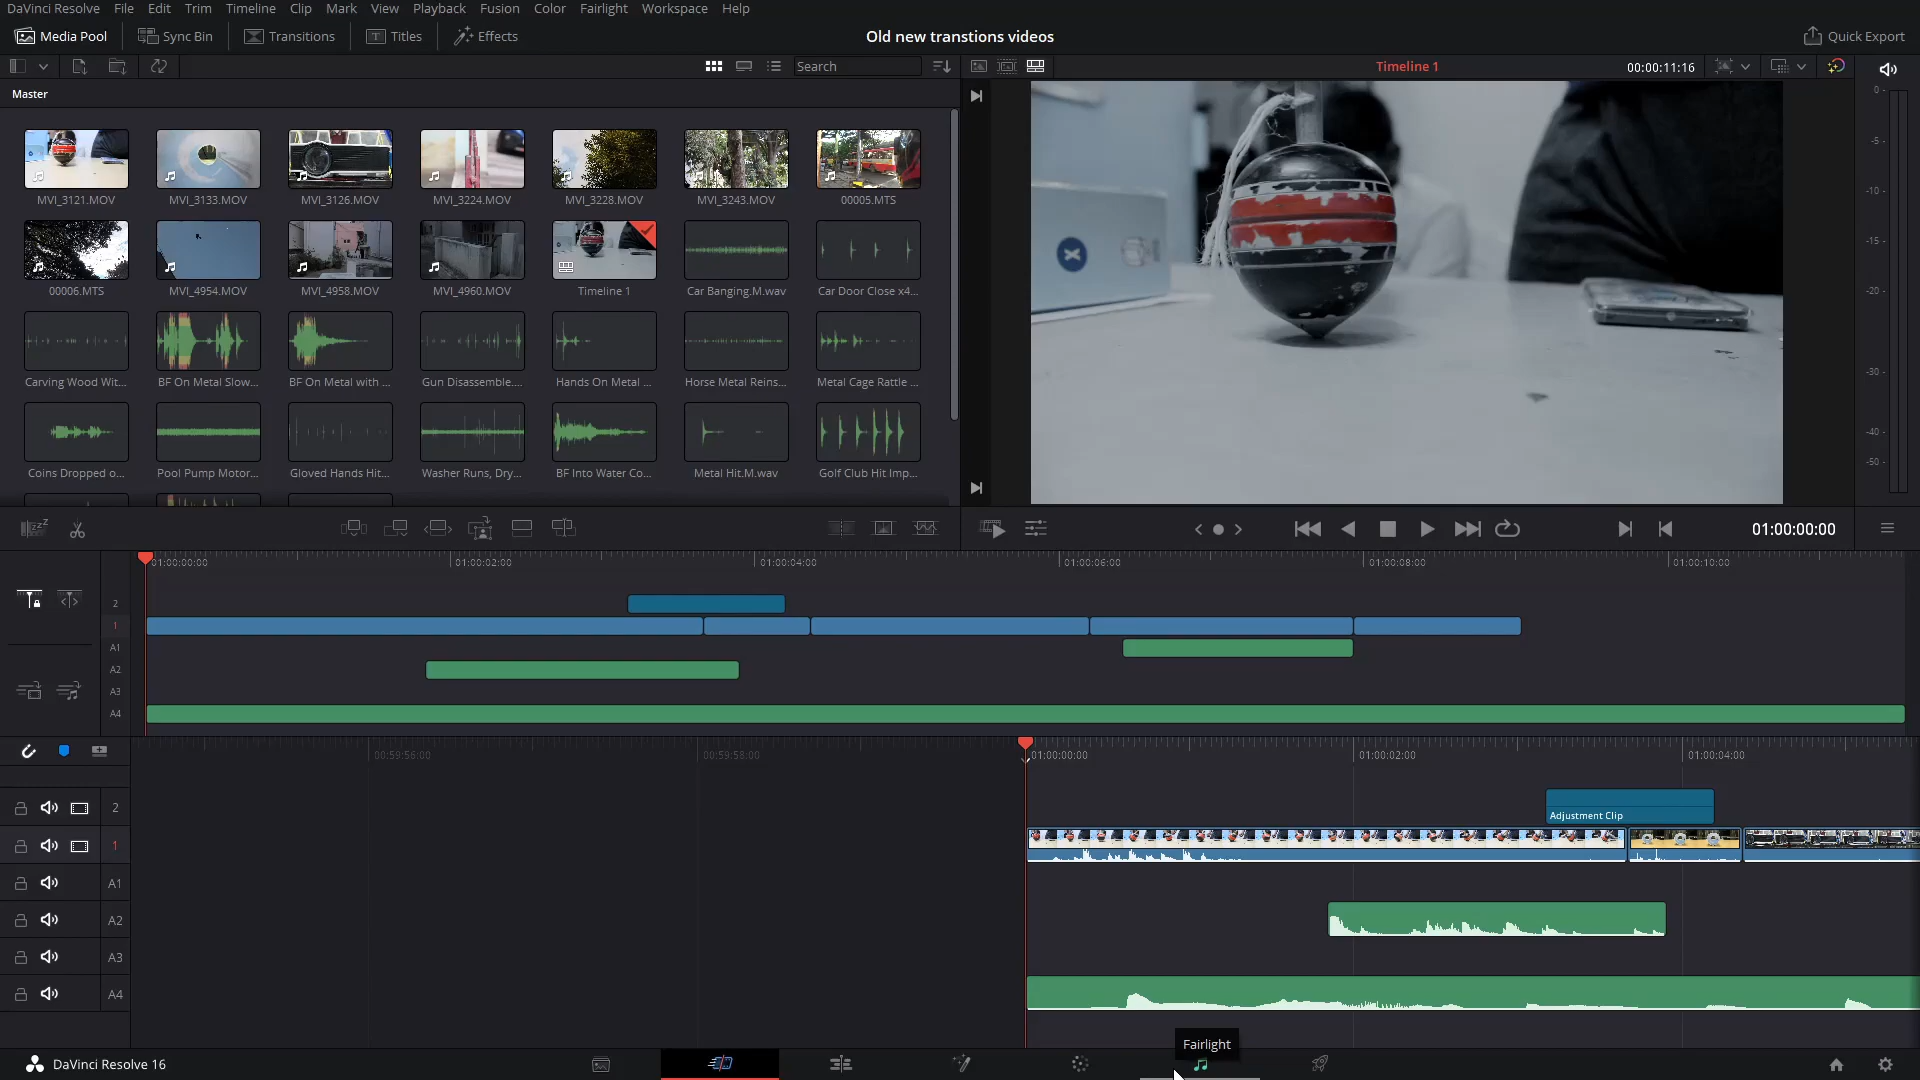 DaVinci Resolve File Edit Trim Timeline Clip Mark View Playback Fusion Color Fairlight Workspace Help
Media Pool Sync Bin Transitions Titles Effects Old new transtions videos Quick Export
Search Timeline 1 00:00:11:16
Master
MVI_3121.MOV MVI_3133.MOV MVI_3126.MOV MVI_3224.MOV MVI_3228.MOV MVI_3243.MOV 00005.MTS
00006.MTS MVI_4954.MOV MVI_4958.MOV MVI_4960.MOV Timeline 1 Car Banging.M.wav Car Door Close x4...
Carving Wood Wit... BF On Metal Slow... BF On Metal with ... Gun Disassemble.... Hands On Metal ... Horse Metal Reins... Metal Cage Rattle ...
Coins Dropped o... Pool Pump Motor... Gloved Hands Hit... Washer Runs, Dry... BF Into Water Co... Metal Hit.M.wav Golf Club Hit Imp...
0 -
-5 -
-10 -
-15 -
-20 -
-30 -
-40 -
-50 -
01:00:00:00
01:00:00:00 01:00:02:00 01:00:04:00 01:00:06:00 01:00:08:00 01:00:10:00
2
1
A1
A2
A3
A4
00:59:56:00 00:59:58:00 01:00:00:00 01:00:02:00 01:00:04:00
2
Adjustment Clip
1
A1
A2
A3
A4
Fairlight
DaVinci Resolve 16